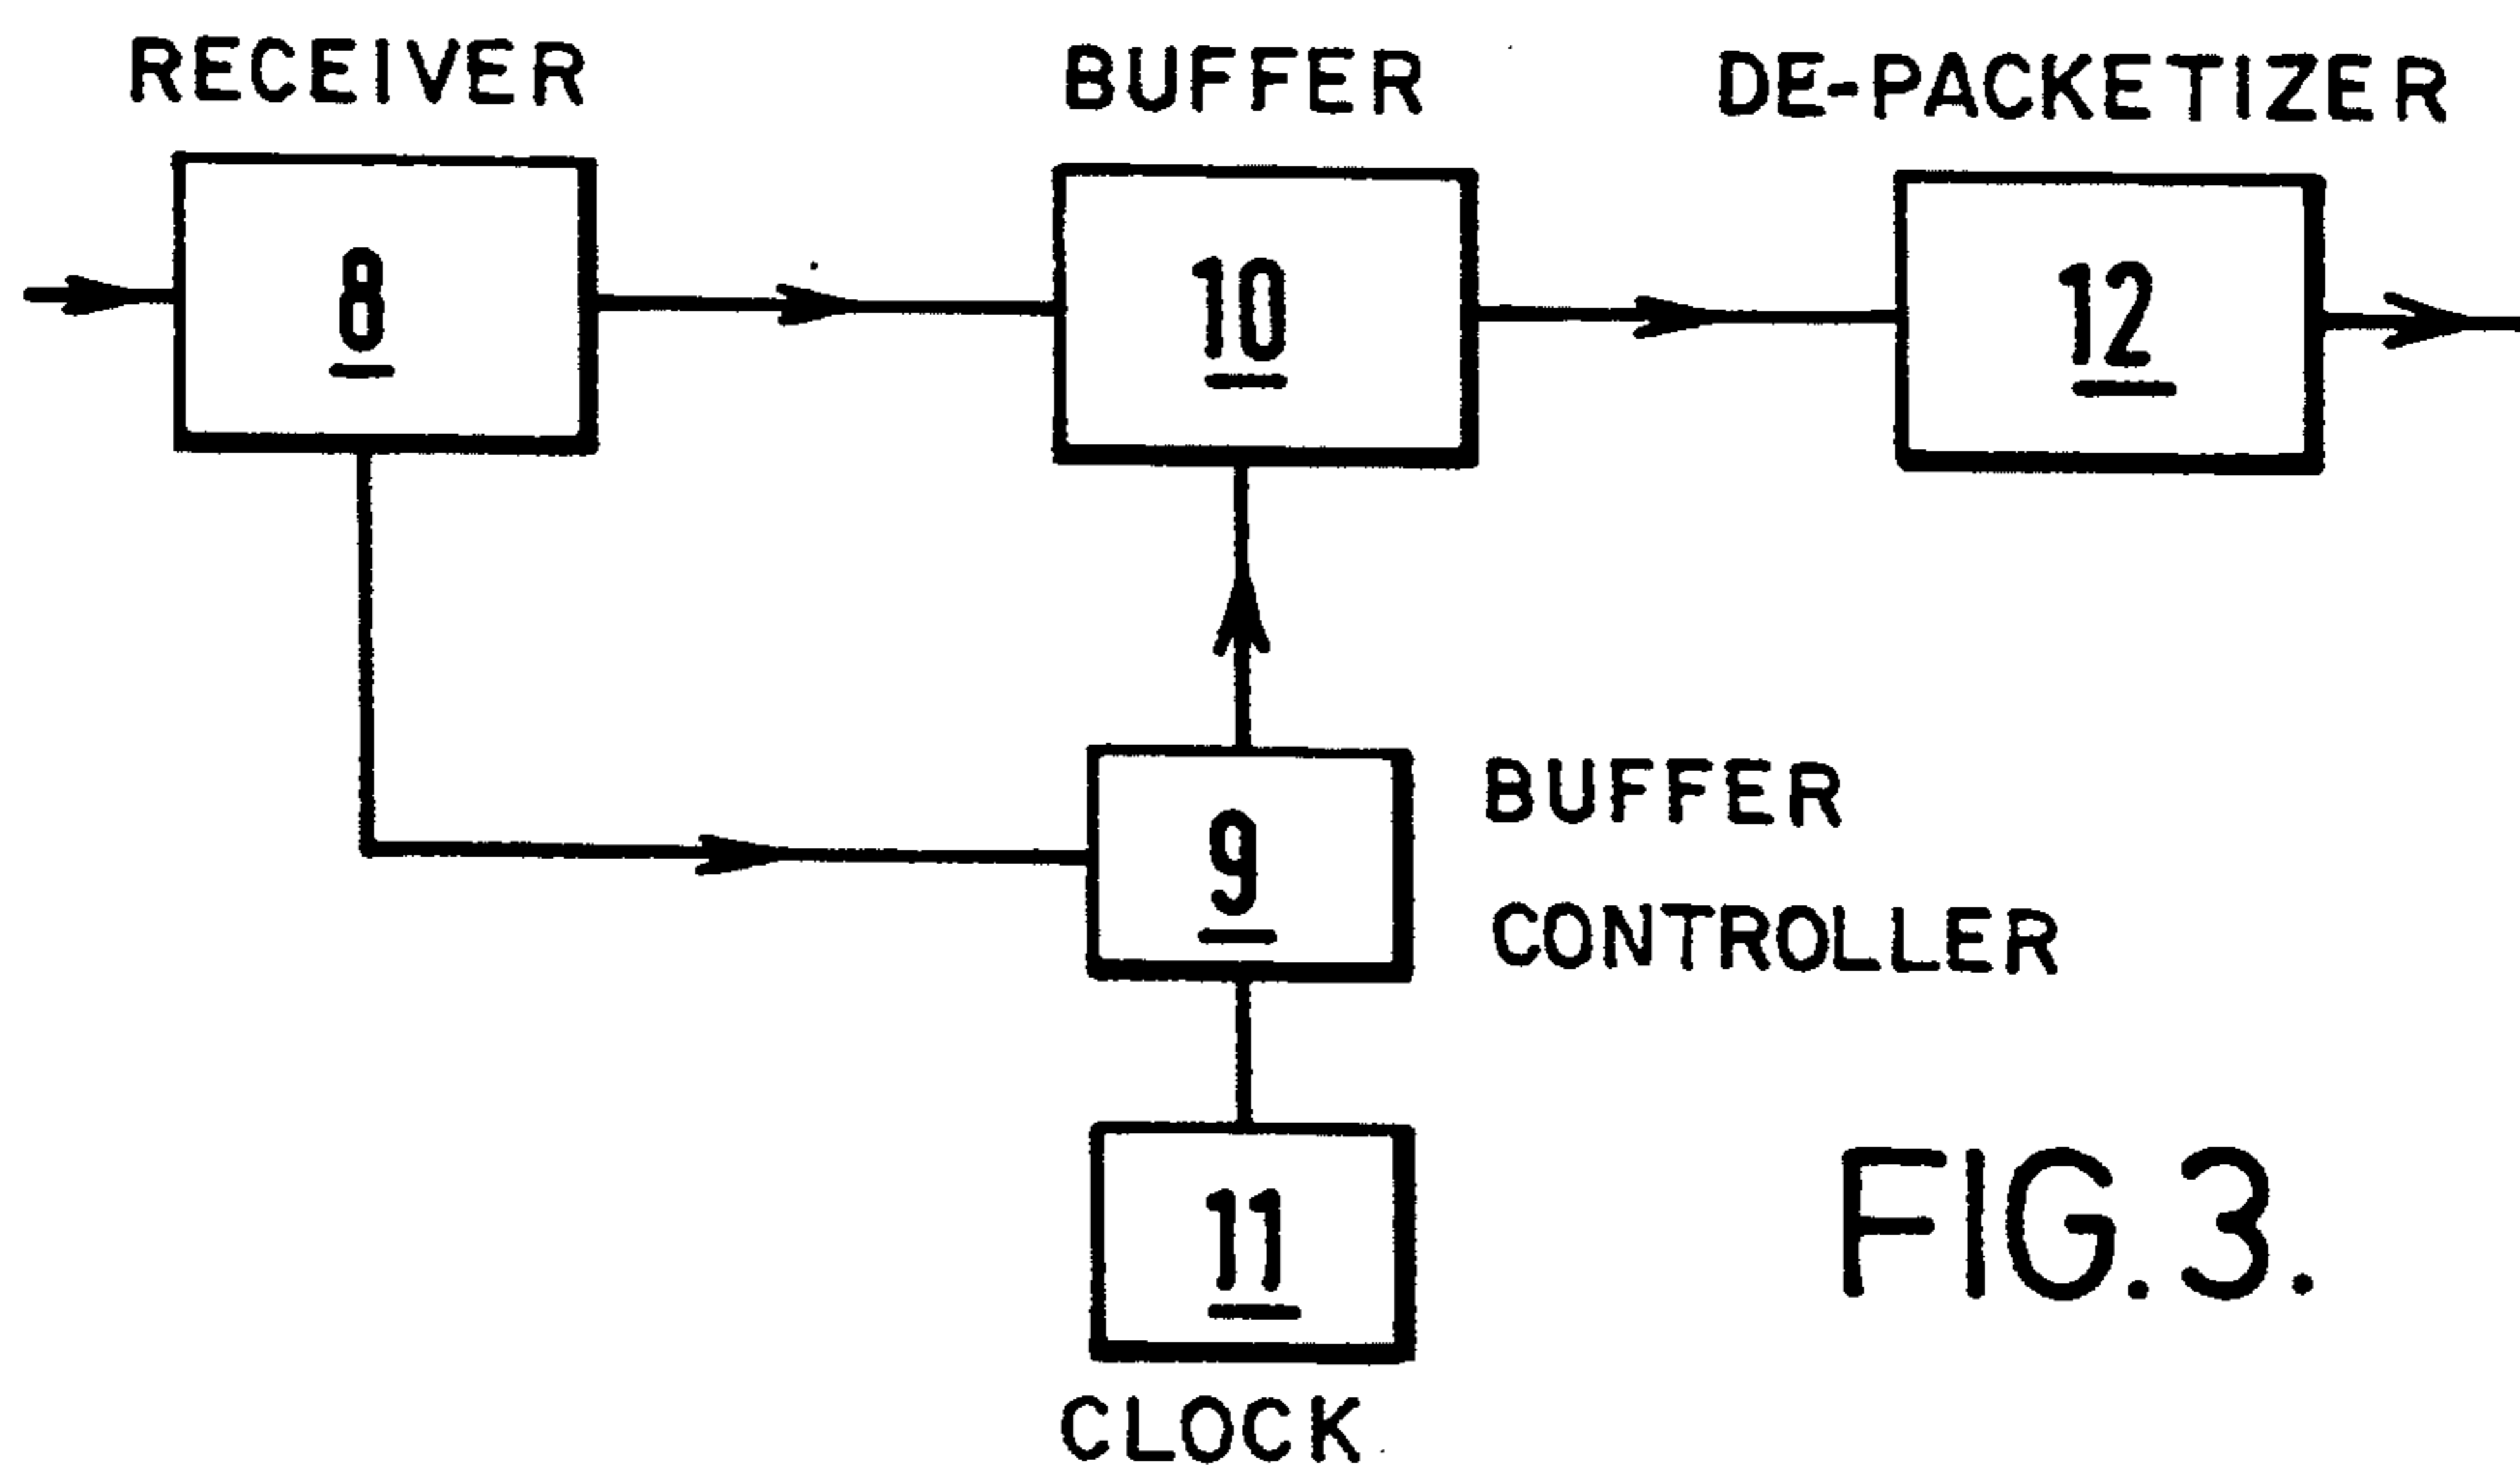 RECEIVER
BUFFER
DE-PACKETIZER
8
10
12
9
BUFFER
CONTROLLER
11
CLOCK
FIG.3.